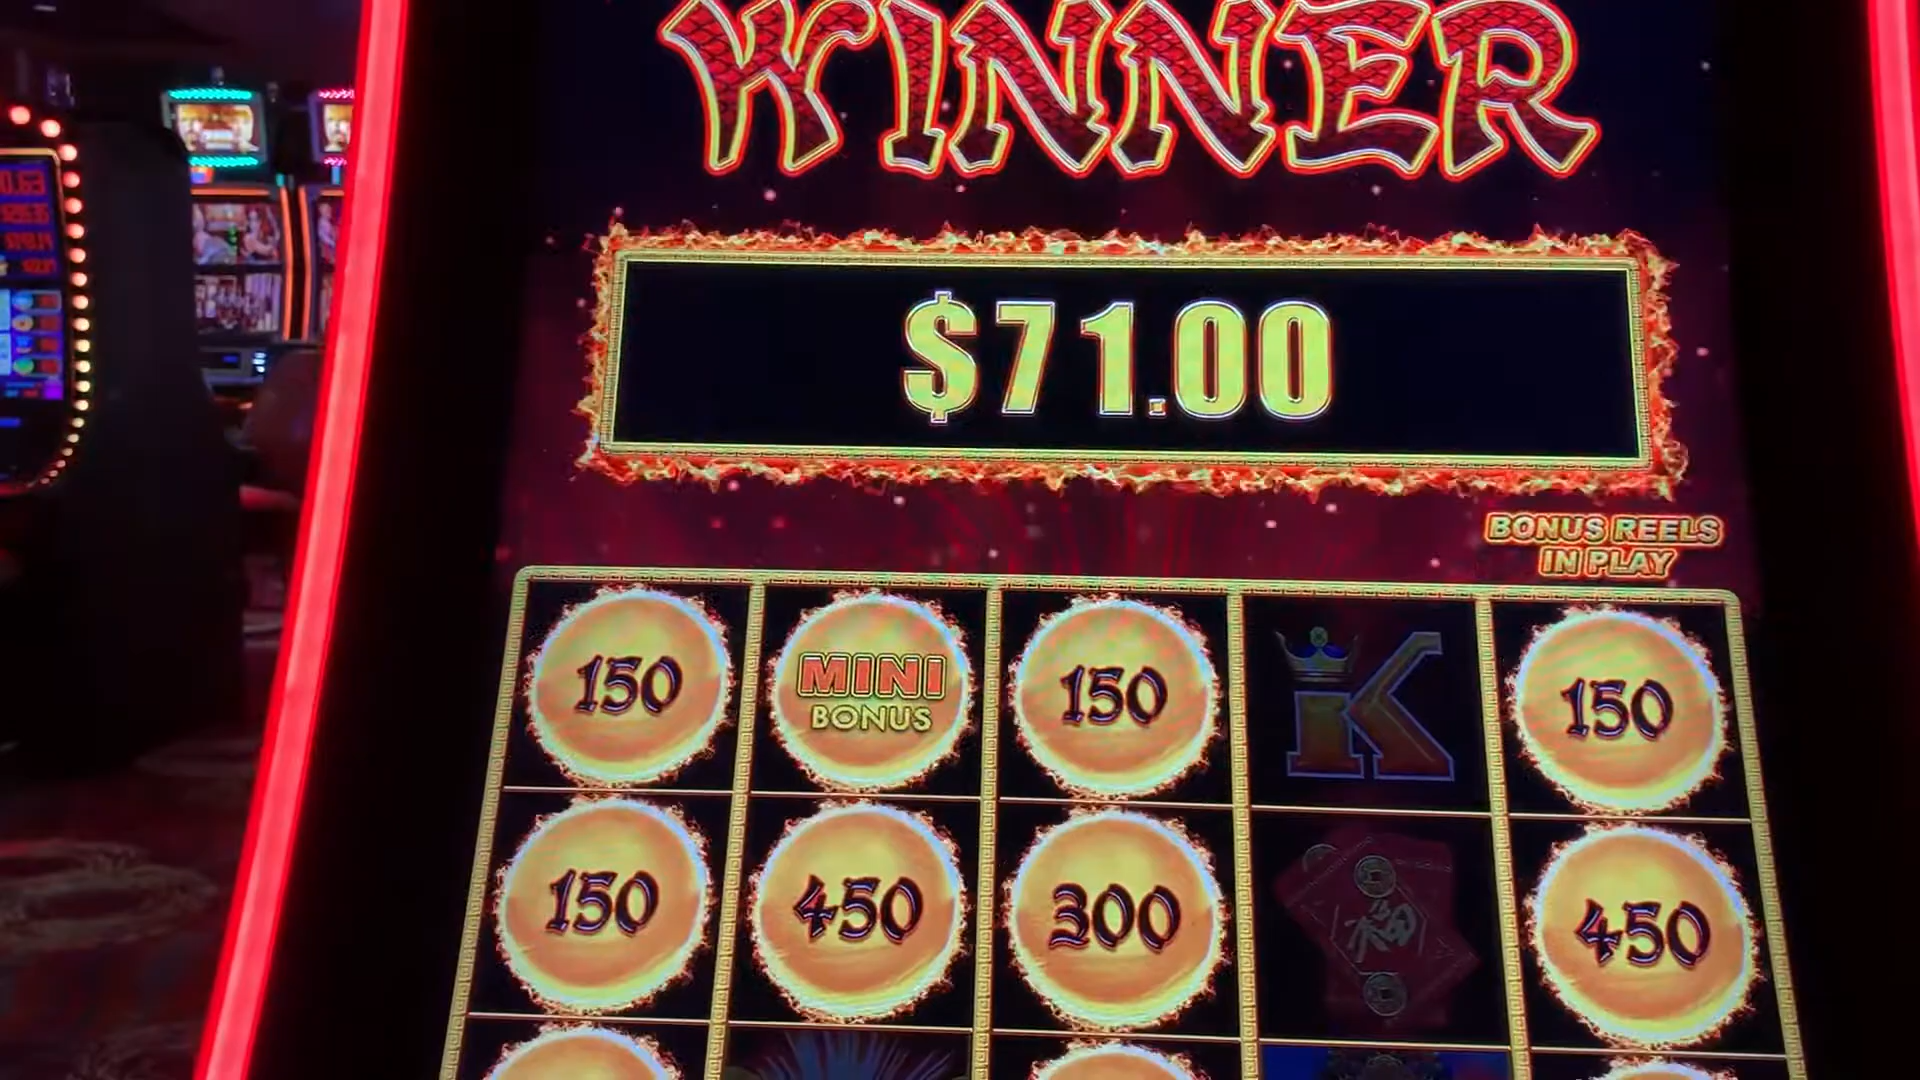 WINNER
$71.00
BONUS REELS
IN PLAY
150
MINI
BONUS
150
K
150
150
450
300
福
450